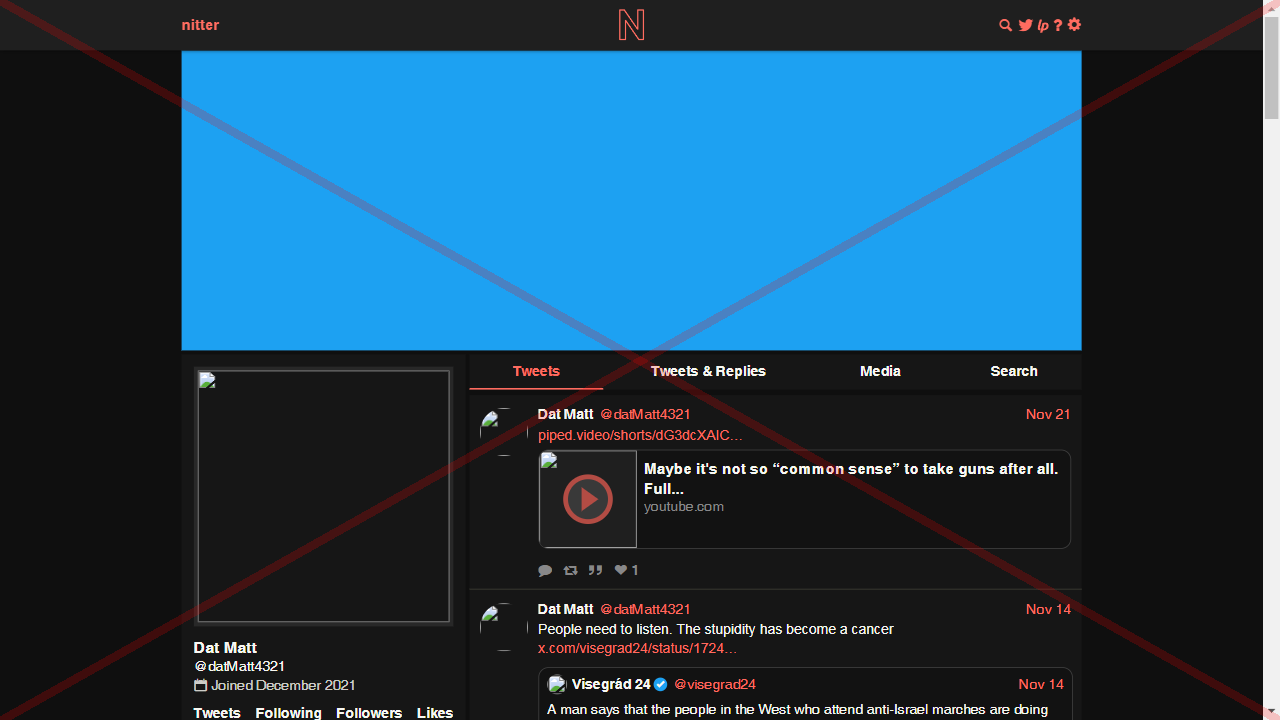 nitter
N
lp ?
Tweets
Tweets & Replies
Media
Search
Dat Matt @datMatt4321 Nov 21
piped.video/shorts/dG3dcXAlC…
Maybe it's not so “common sense” to take guns after all.
Full...
youtube.com
1
Dat Matt @datMatt4321 Nov 14
People need to listen. The stupidity has become a cancer
x.com/visegrad24/status/1724…
Visegrád 24 @visegrad24 Nov 14
A man says that the people in the West who attend anti-Israel marches are doing
Dat Matt
@datMatt4321
Joined December 2021
Tweets Following Followers Likes